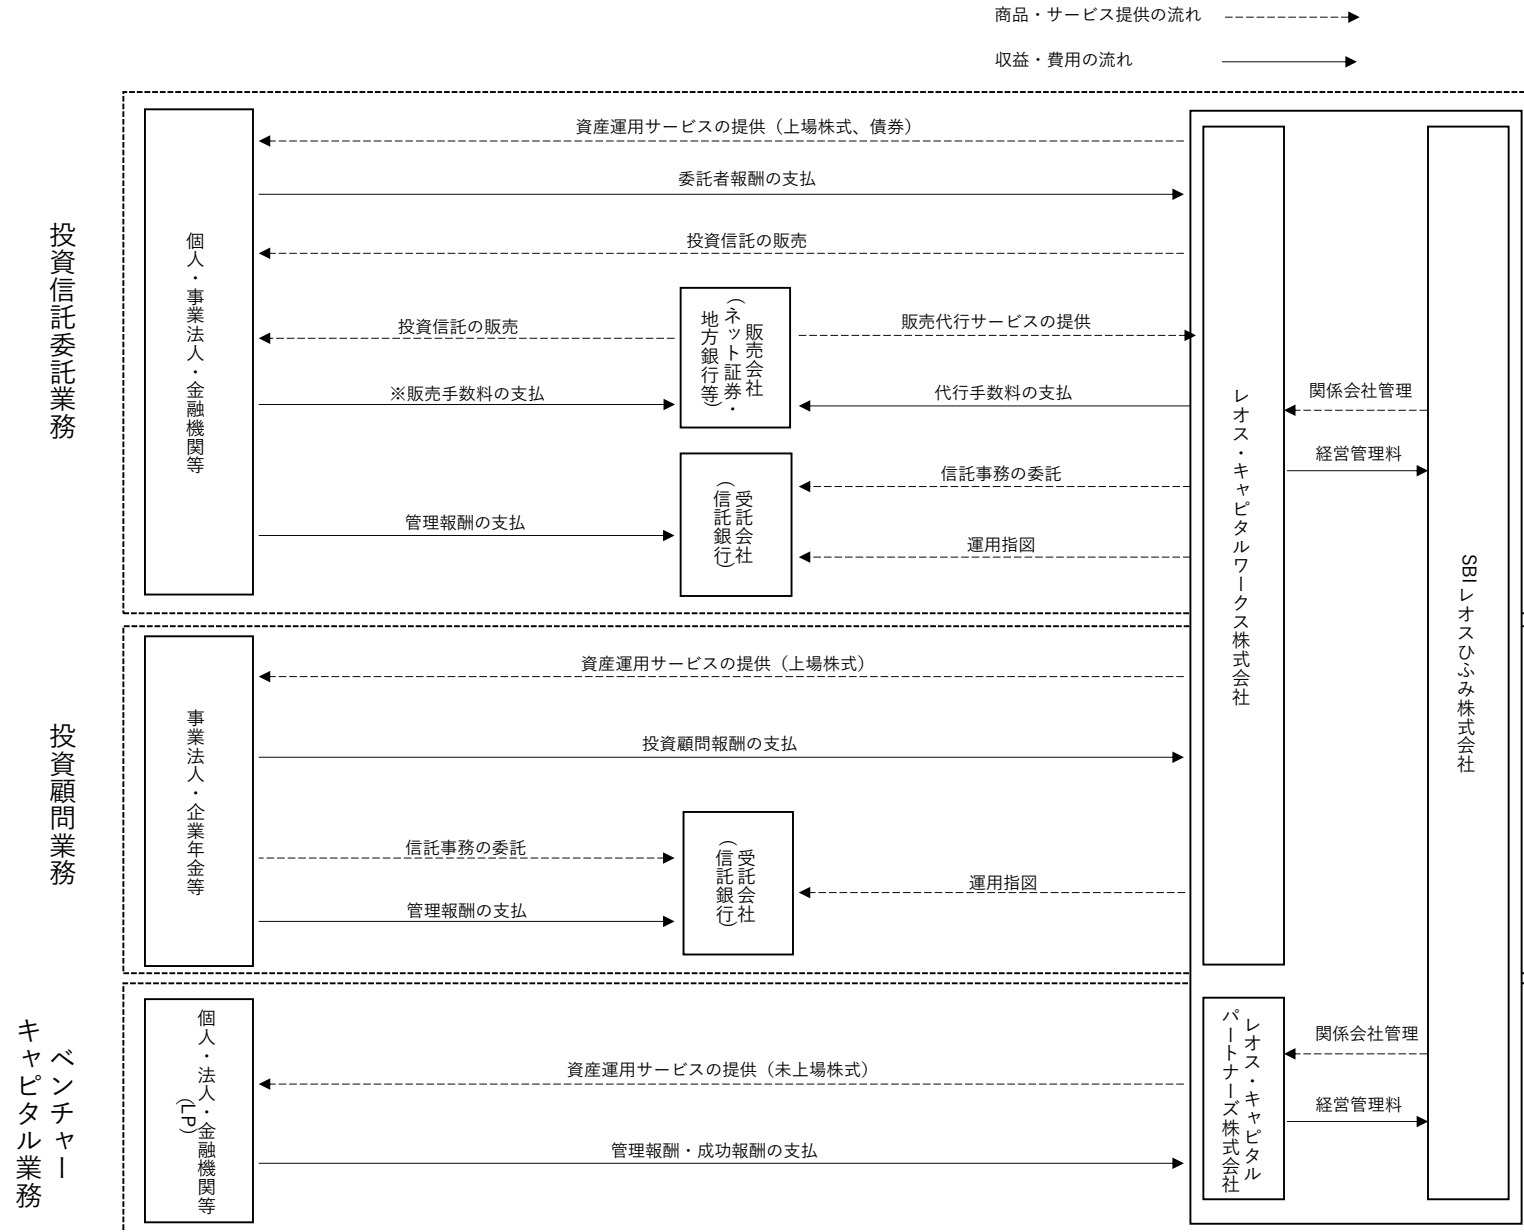 商品・サービス提供の流れ
収益・費用の流れ
投資信託委託業務
個人・事業法人・金融機関等
資産運用サービスの提供（上場株式、債券）
委託者報酬の支払
投資信託の販売
投資信託の販売
※販売手数料の支払
販売会社
（ネット証券・
地方銀行等）
販売代行サービスの提供
代行手数料の支払
管理報酬の支払
受託会社
（信託銀行）
信託事務の委託
運用指図
レオス・キャピタルワークス株式会社
関係会社管理
経営管理料
SBIレオスひふみ株式会社
投資顧問業務
事業法人・企業年金等
資産運用サービスの提供（上場株式）
投資顧問報酬の支払
信託事務の委託
管理報酬の支払
受託会社
（信託銀行）
運用指図
ベンチャー
キャピタル業務
個人・法人・金融機関等
(LP)
資産運用サービスの提供（未上場株式）
管理報酬・成功報酬の支払
レオス・キャピタル
パートナーズ株式会社
関係会社管理
経営管理料